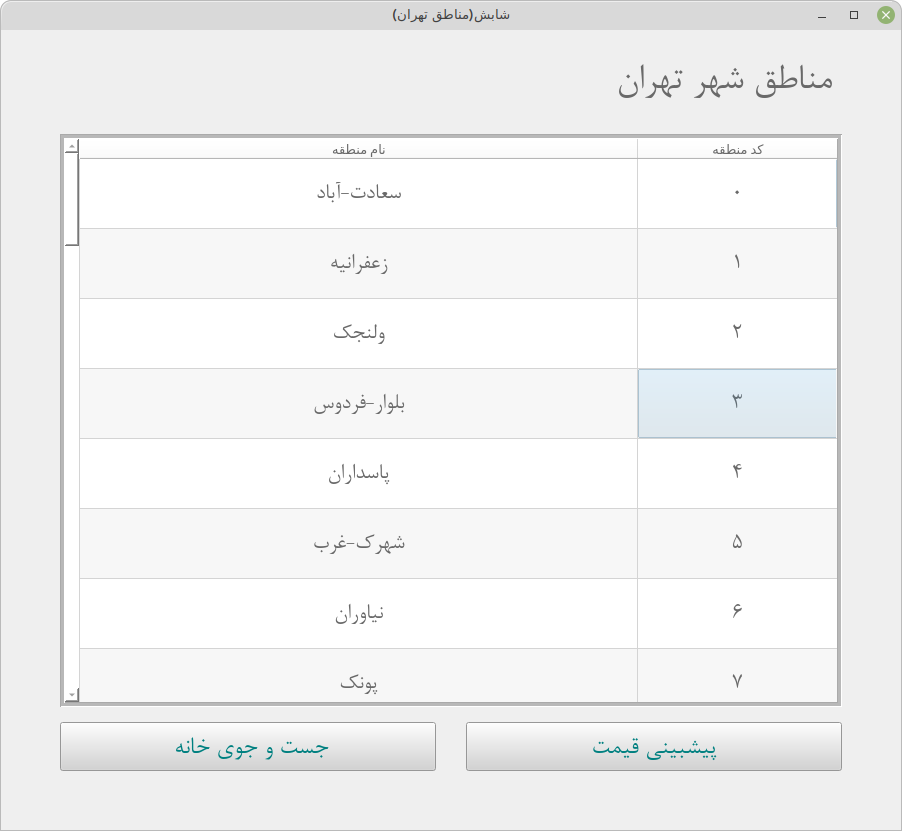 شابش(مناطق تهران)
مناطق شهر تهران
کد منطقه نام منطقه
۰ سعادت-آباد
۱ زعفرانیه
۲ ولنجک
۳ بلوار-فردوس
۴ پاسداران
۵ شهرک-غرب
۶ نیاوران
۷ پونک
پیشبینی قیمت جست و جوی خانه